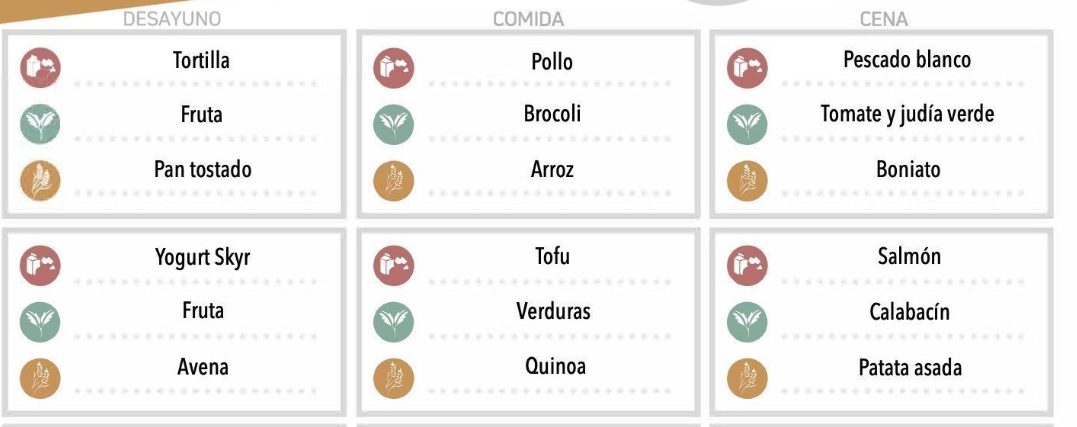 DESAYUNO
COMIDA
CENA
Tortilla
Fruta
Pan tostado
Pollo
Brocoli
Arroz
Pescado blanco
Tomate y judía verde
Boniato
Yogurt Skyr
Fruta
Avena
Tofu
Verduras
Quinoa
Salmón
Calabacín
Patata asada